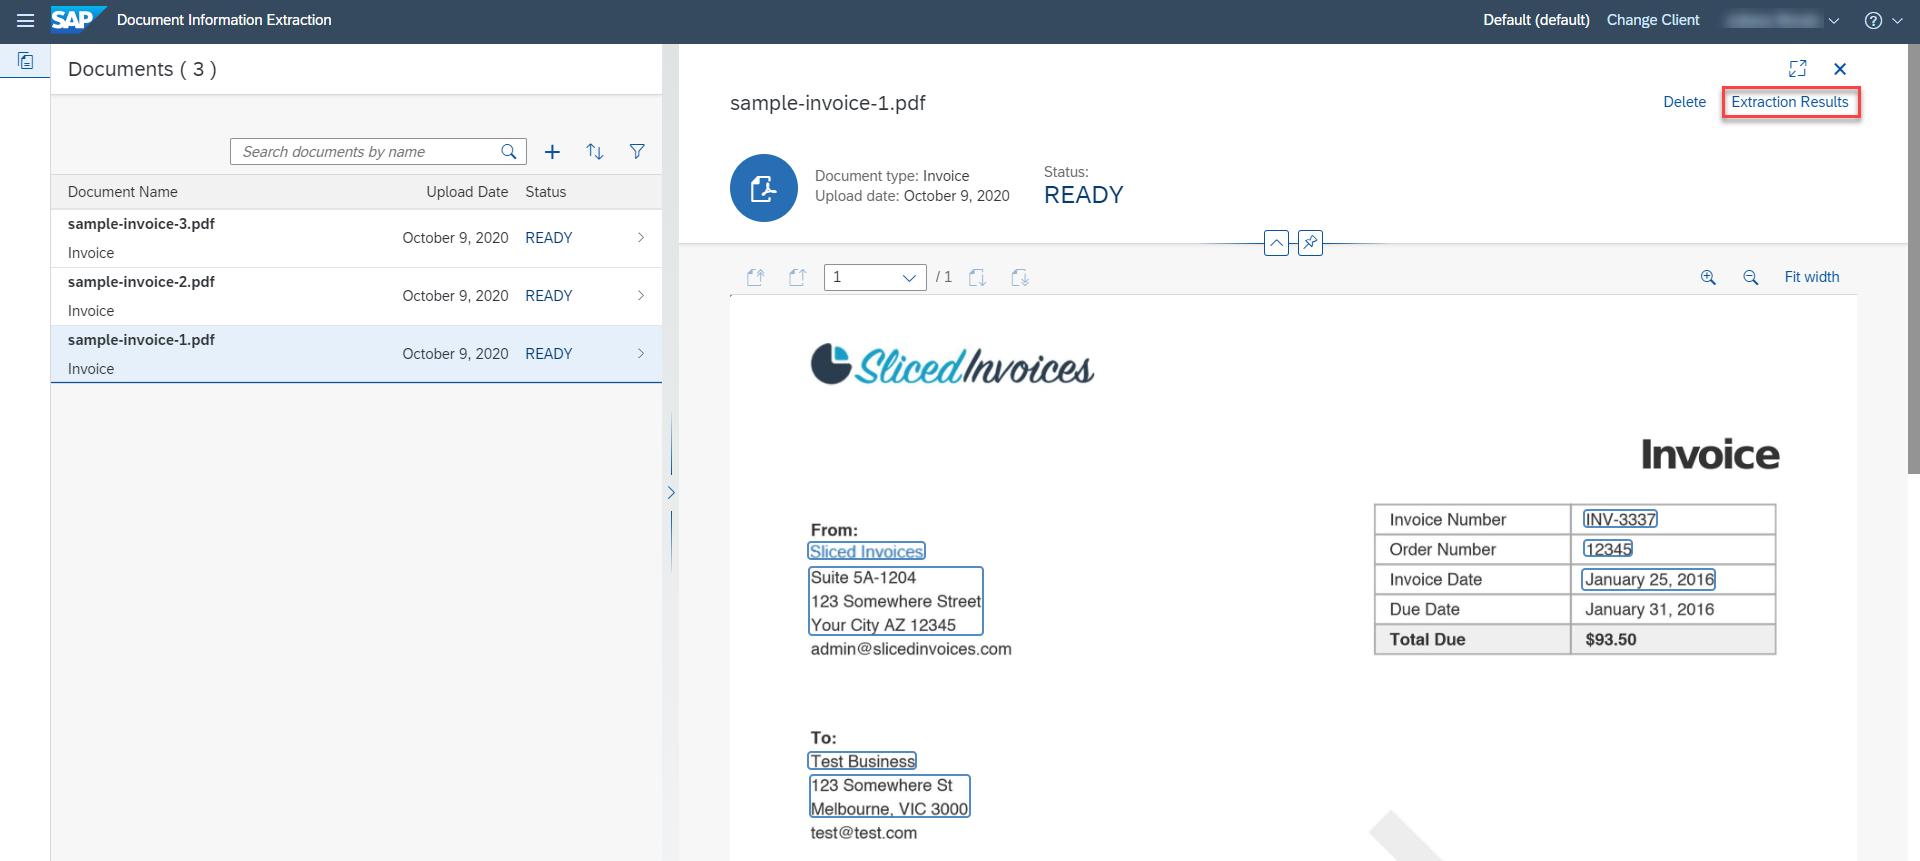 SAP Document Information Extraction
Default (default) Change Client
Documents ( 3 )
Search documents by name
Document Name Upload Date Status
sample-invoice-3.pdf
Invoice
October 9, 2020 READY
sample-invoice-2.pdf
Invoice
October 9, 2020 READY
sample-invoice-1.pdf
Invoice
October 9, 2020 READY
sample-invoice-1.pdf
Delete Extraction Results
Document type: Invoice
Upload date: October 9, 2020
Status:
READY
1 / 1
Fit width
SlicedInvoices
Invoice
From:
Sliced Invoices
Suite 5A-1204
123 Somewhere Street
Your City AZ 12345
admin@slicedinvoices.com
Invoice Number INV-3337
Order Number 12345
Invoice Date January 25, 2016
Due Date January 31, 2016
Total Due $93.50
To:
Test Business
123 Somewhere St
Melbourne, VIC 3000
test@test.com